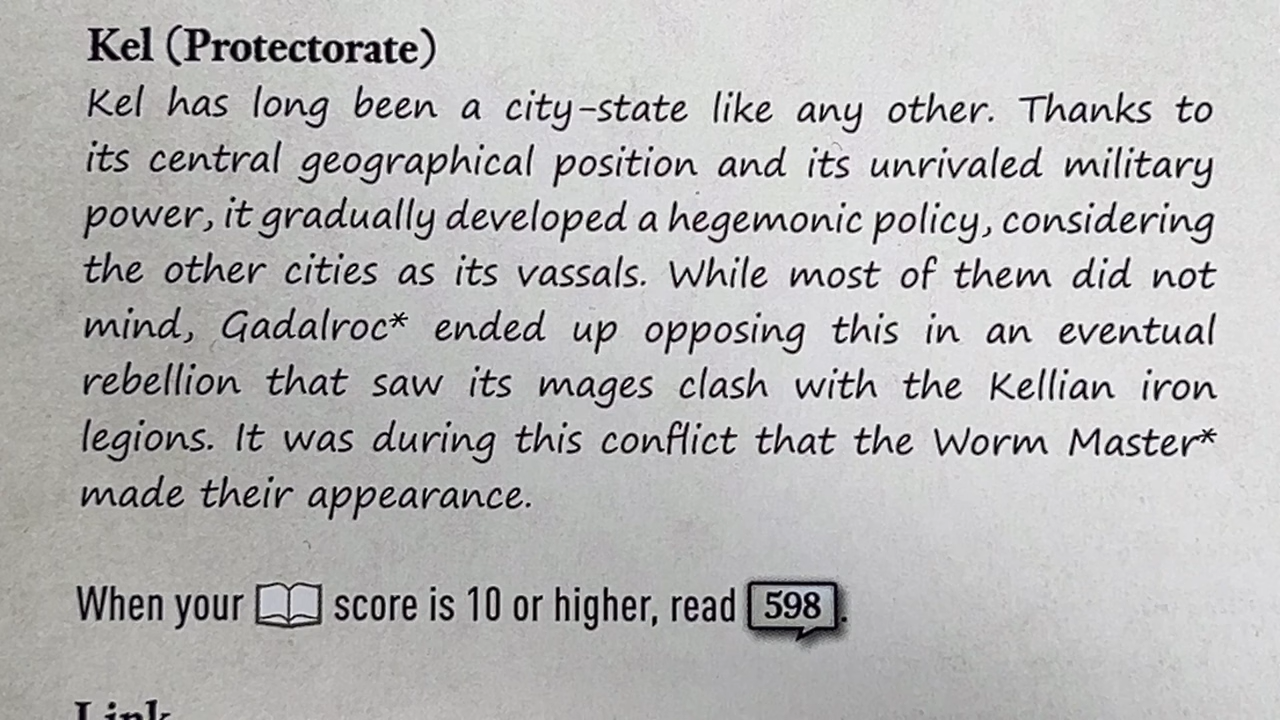 Kel (Protectorate)
Kel has long been a city-state like any other. Thanks to
its central geographical position and its unrivaled military
power, it gradually developed a hegemonic policy, considering
the other cities as its vassals. While most of them did not
mind, Gadalroc* ended up opposing this in an eventual
rebellion that saw its mages clash with the Kellian iron
legions. It was during this conflict that the Worm Master*
made their appearance.
When your score is 10 or higher, read 598.
Link